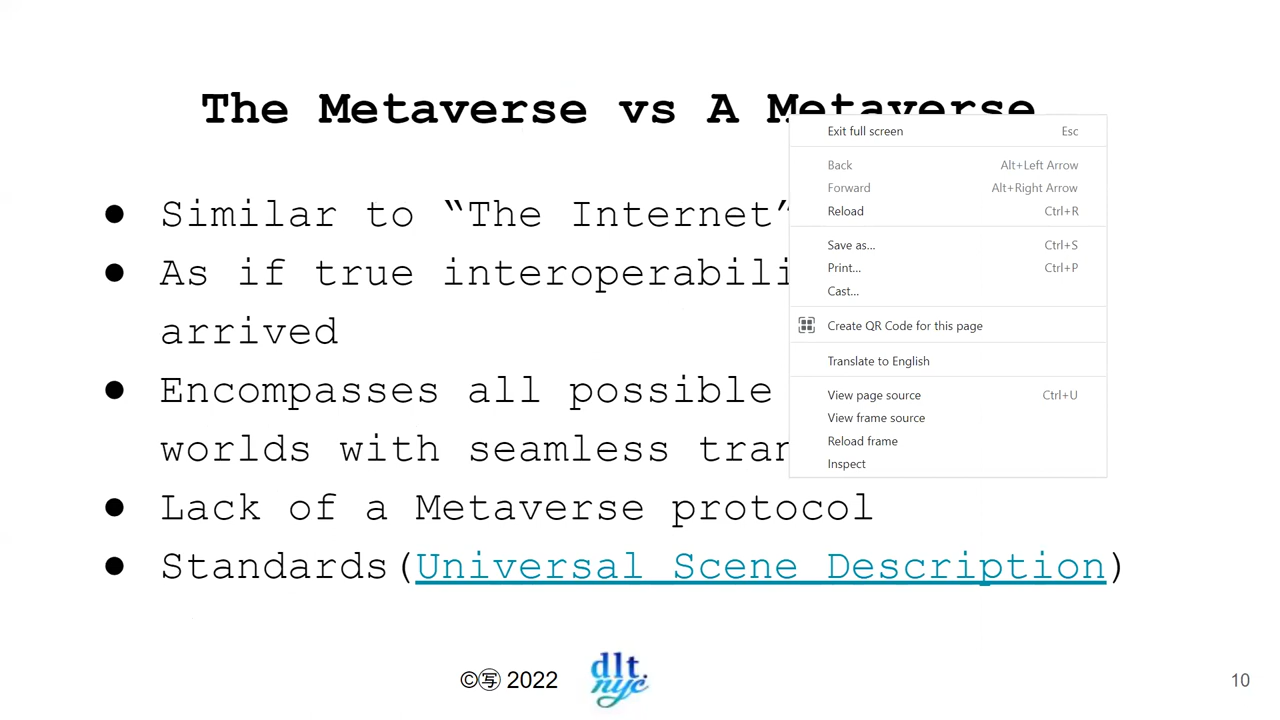 The Metaverse vs A Metaverse
● Similar to “The Internet”
● As if true
arrived
● Encompasses all possible
worlds with seamless
● Lack of a Metaverse protocol
● Standards(Universal Scene Description)
Exit full screen Esc
Back Alt+Left Arrow
Forward Alt+Right Arrow
Reload Ctrl+R
Save as... Ctrl+S
Print... Ctrl+P
Cast...
Create QR Code for this page
Translate to English
View page source Ctrl+U
View frame source
Reload frame
Inspect
©㊢ 2022
dlt.
nyc
10